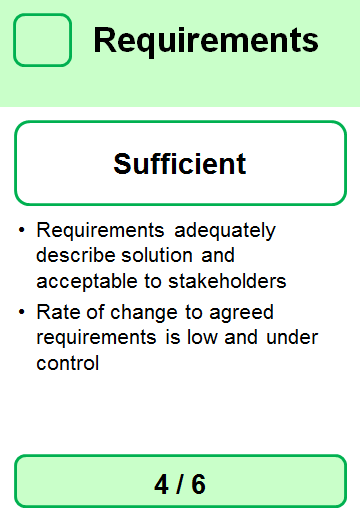 Requirements
Sufficient
• Requirements adequately
describe solution and
acceptable to stakeholders
• Rate of change to agreed
requirements is low and under
control
4 / 6